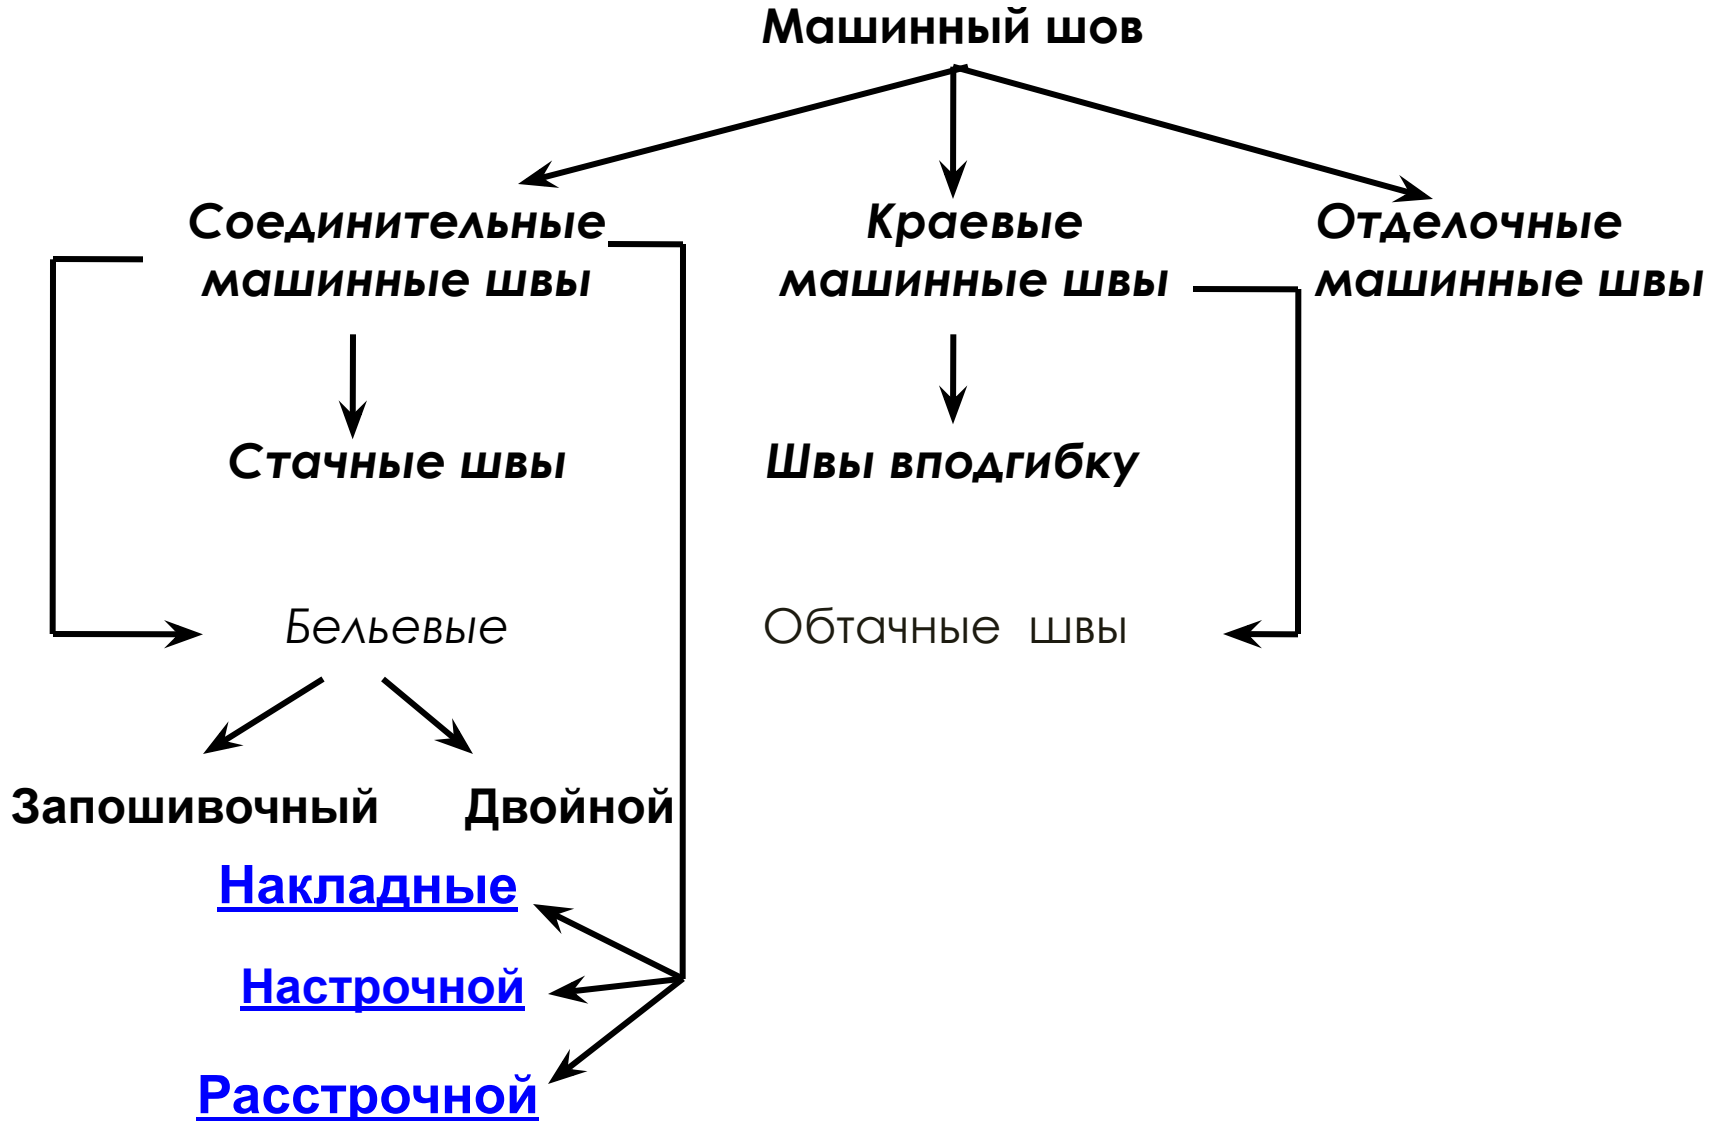 Машинный шов
Соединительные
машинные швы
Краевые
машинные швы
Отделочные
машинные швы
Стачные швы
Швы вподгибку
Бельевые
Обтачные швы
Запошивочный
Двойной
Накладные
Настрочной
Расстрочной